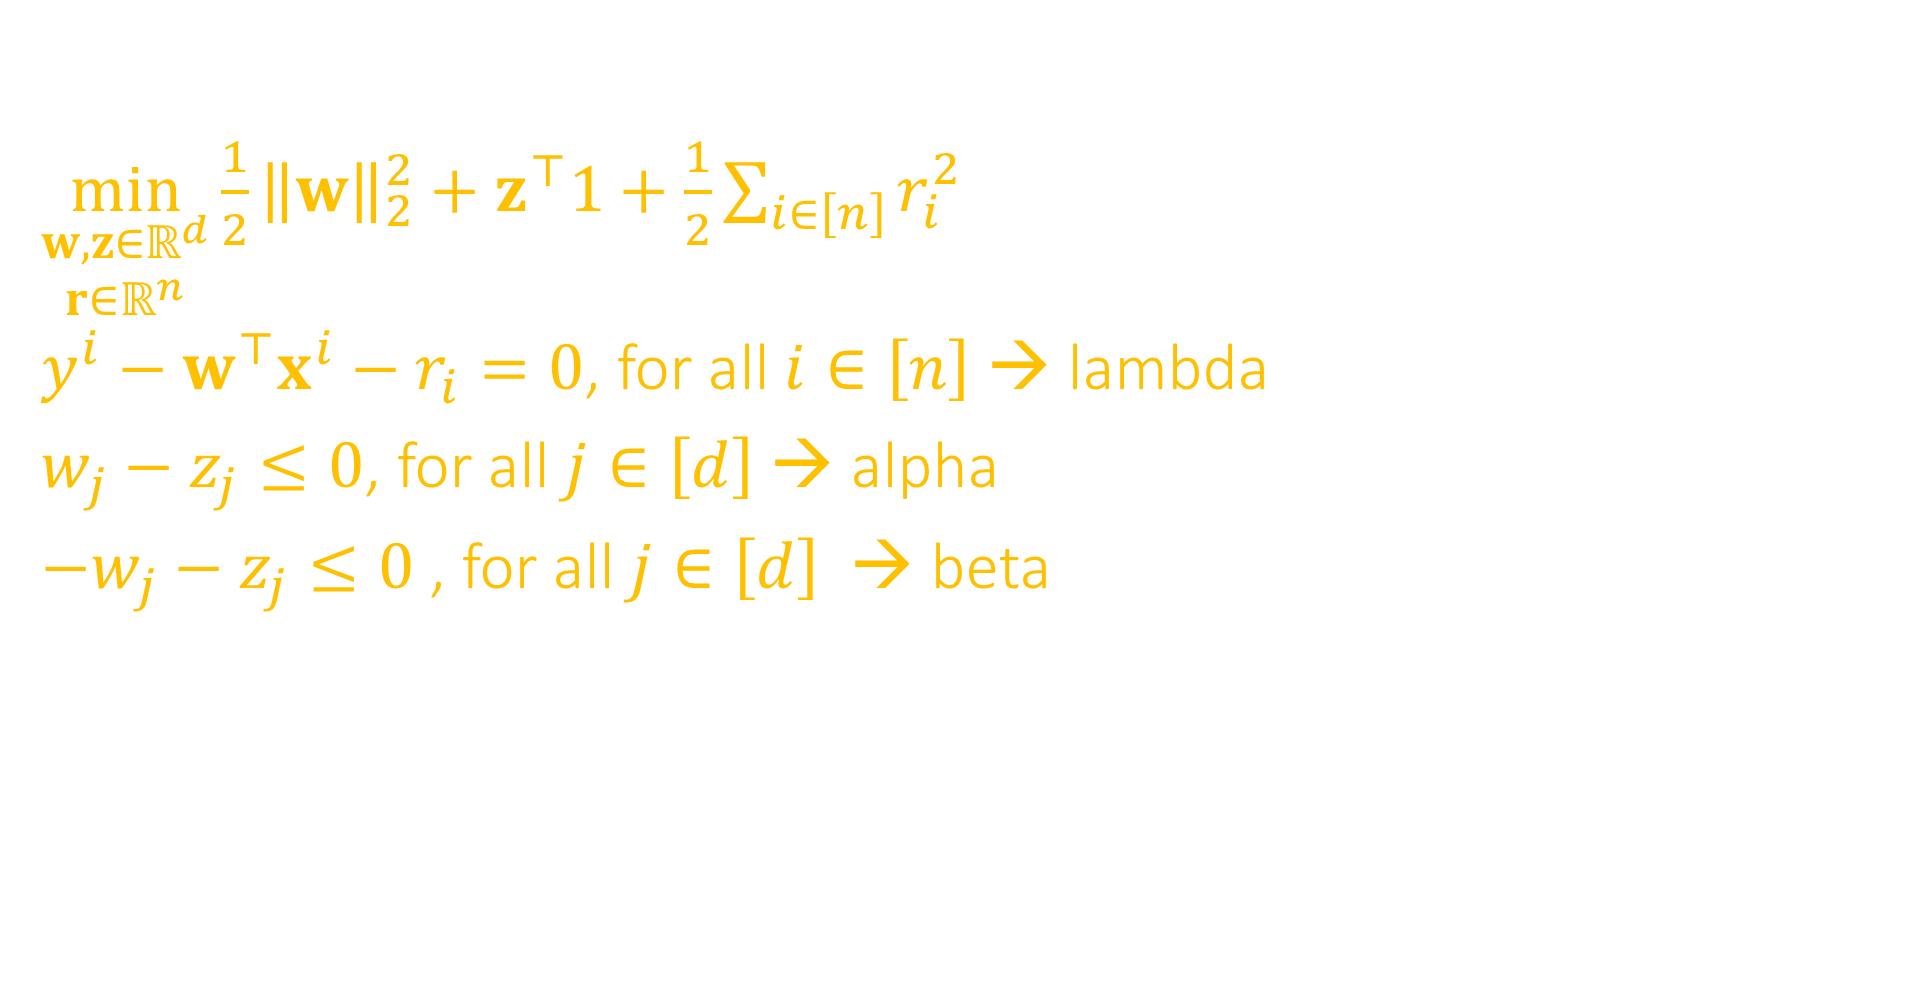 min_{w,z∈ℝ^d, r∈ℝ^n} 1/2 ‖w‖₂² + z^⊤1 + 1/2 ∑_{i∈[n]} r_i²
y^i − w^⊤x^i − r_i = 0, for all i ∈ [n] → lambda
w_j − z_j ≤ 0, for all j ∈ [d] → alpha
−w_j − z_j ≤ 0 , for all j ∈ [d] → beta